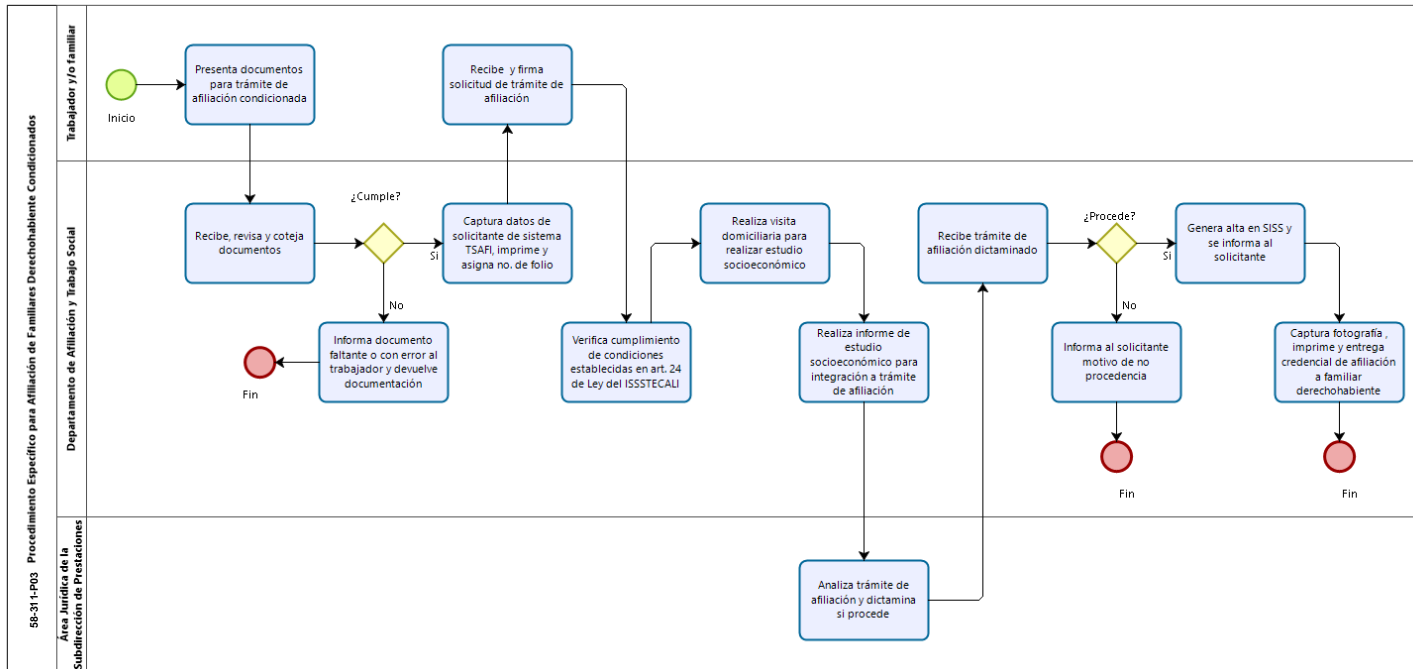 58-311-P03 Procedimiento Específico para Afiliación de Familiares Derechohabiente Condicionados
Trabajador y/o familiar
Inicio
Presenta documentos
para trámite de
afiliación condicionada
Recibe y firma
solicitud de trámite de
afiliación
Departamento de Afiliación y Trabajo Social
Recibe, revisa y coteja
documentos
¿Cumple?
Si
No
Captura datos de
solicitante de sistema
TSAFI, imprime y
asigna no. de folio
Informa documento
faltante o con error al
trabajador y devuelve
documentación
Fin
Verifica cumplimiento
de condiciones
establecidas en art. 24
de Ley del ISSSTECALI
Realiza visita
domiciliaria para
realizar estudio
socioeconómico
Realiza informe de
estudio
socioeconómico para
integración a trámite
de afiliación
Recibe trámite de
afiliación dictaminado
¿Procede?
Si
No
Genera alta en SISS y
se informa al
solicitante
Informa al solicitante
motivo de no
procedencia
Fin
Captura fotografía ,
imprime y entrega
credencial de afiliación
a familiar
derechohabiente
Fin
Área Jurídica de la
Subdirección de Prestaciones
Analiza trámite de
afiliación y dictamina
si procede